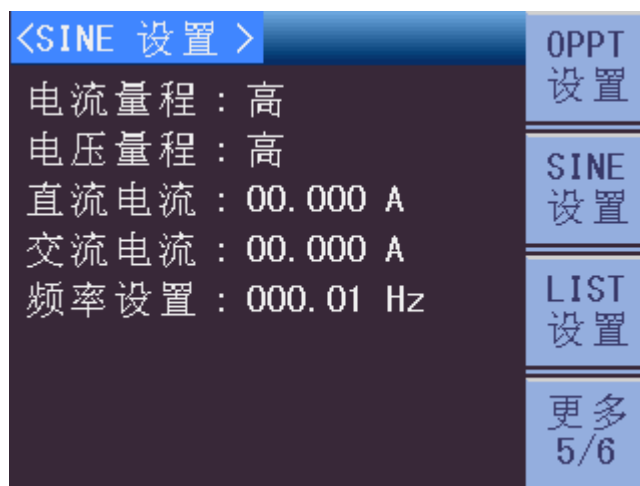 <SINE 设置 >
电流量程：高
电压量程：高
直流电流：00.000 A
交流电流：00.000 A
频率设置：000.01 Hz
OPPT
设置
SINE
设置
LIST
设置
更多
5/6